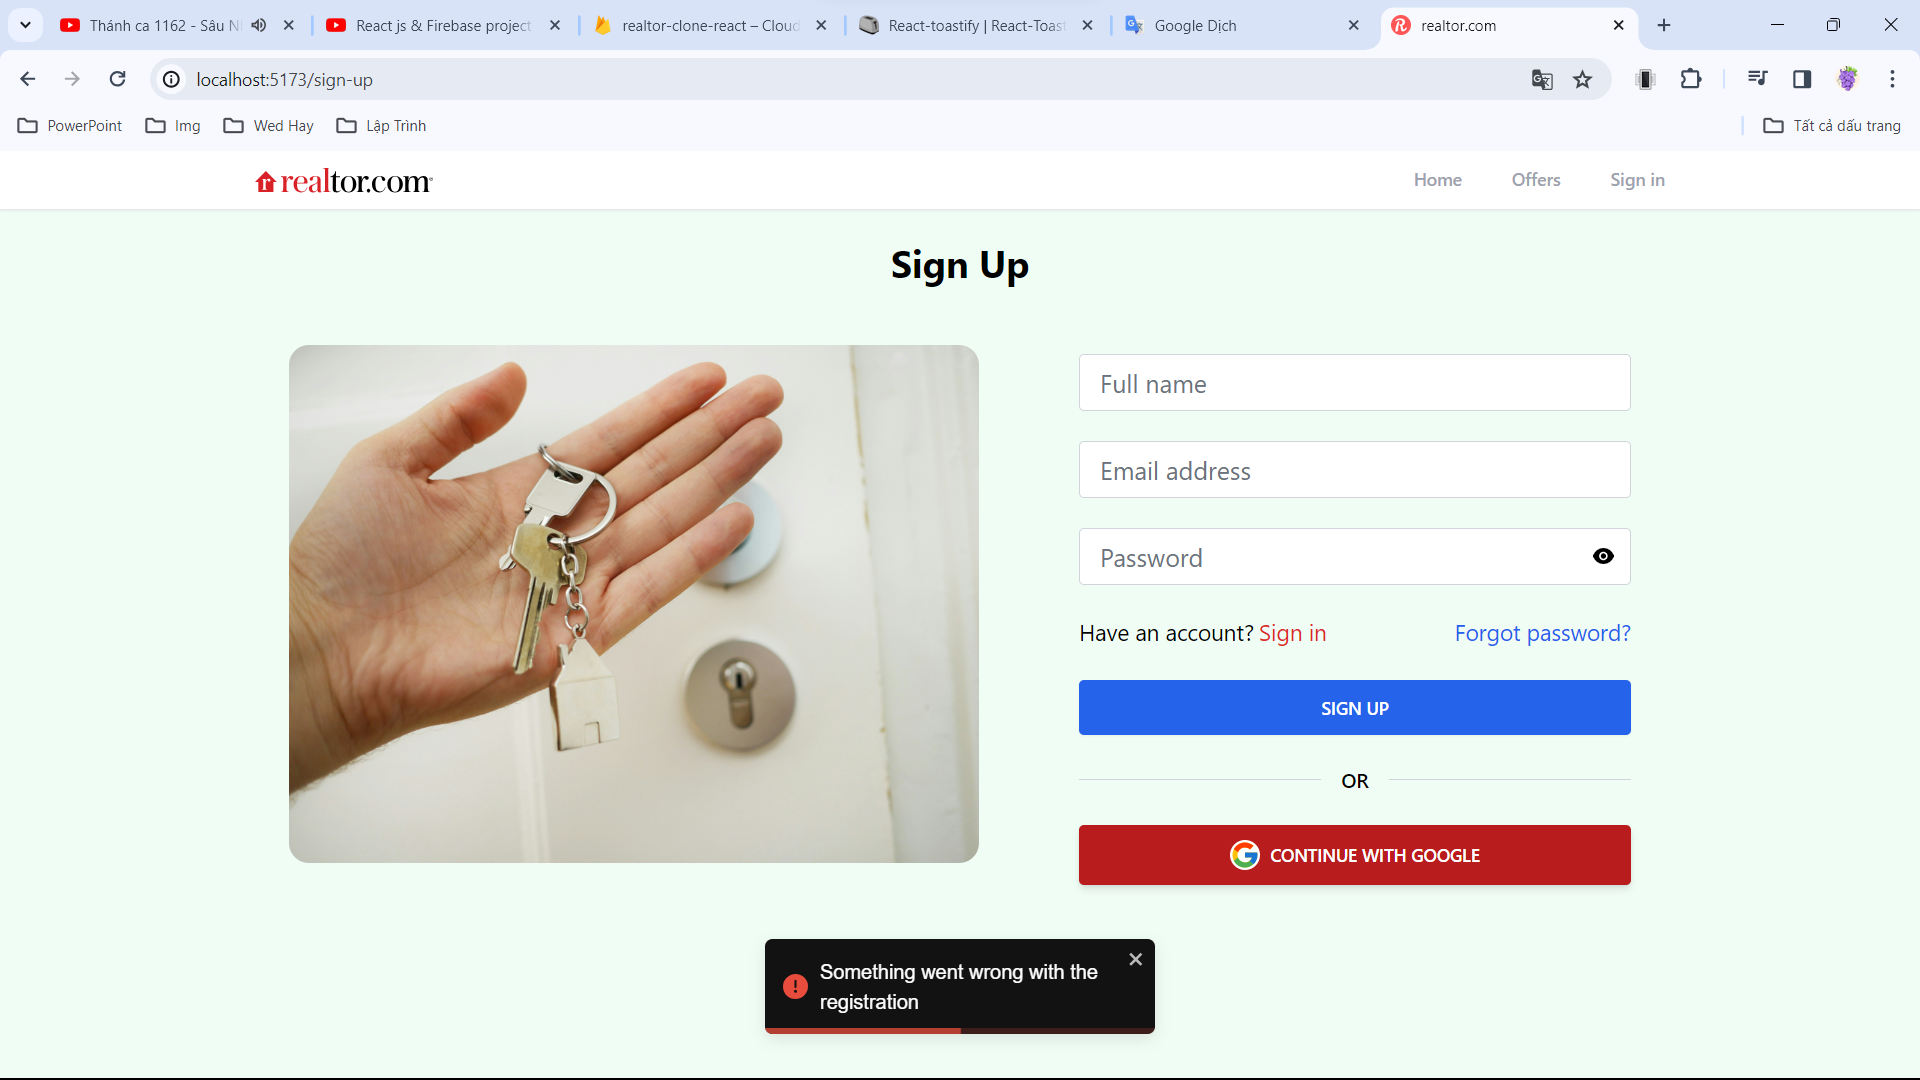 Thánh ca 1162 - Sâu N
React js & Firebase project
realtor-clone-react – Cloud
React-toastify | React-Toast
Google Dịch
realtor.com
localhost:5173/sign-up
PowerPoint
Img
Wed Hay
Lập Trình
Tất cả dấu trang
realtor.com
Home
Offers
Sign in
Sign Up
Full name
Email address
Password
Have an account? Sign in
Forgot password?
SIGN UP
OR
CONTINUE WITH GOOGLE
Something went wrong with the
registration